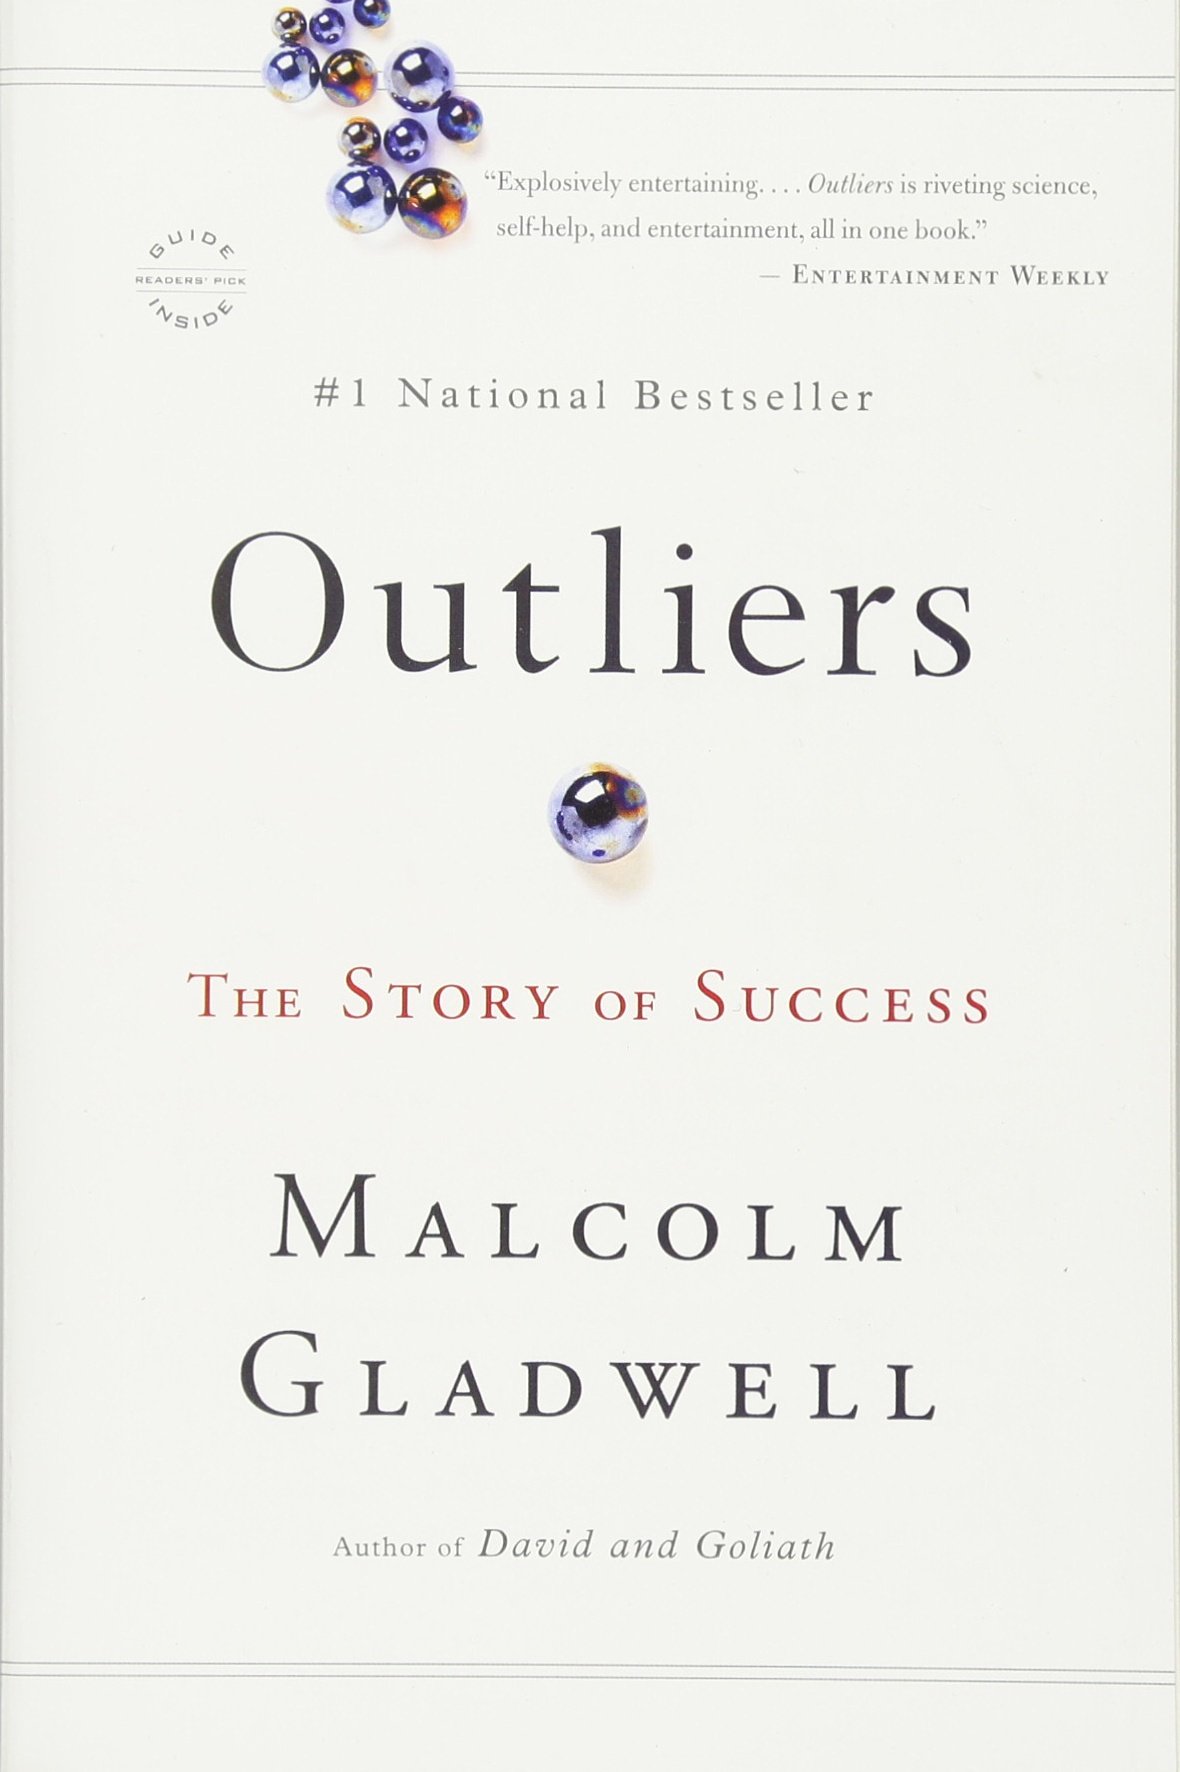 “Explosively entertaining. . . . Outliers is riveting science,
self-help, and entertainment, all in one book.”
— ENTERTAINMENT WEEKLY
GUIDE
READERS' PICK
INSIDE
#1 National Bestseller
Outliers
THE STORY OF SUCCESS
MALCOLM
GLADWELL
Author of David and Goliath